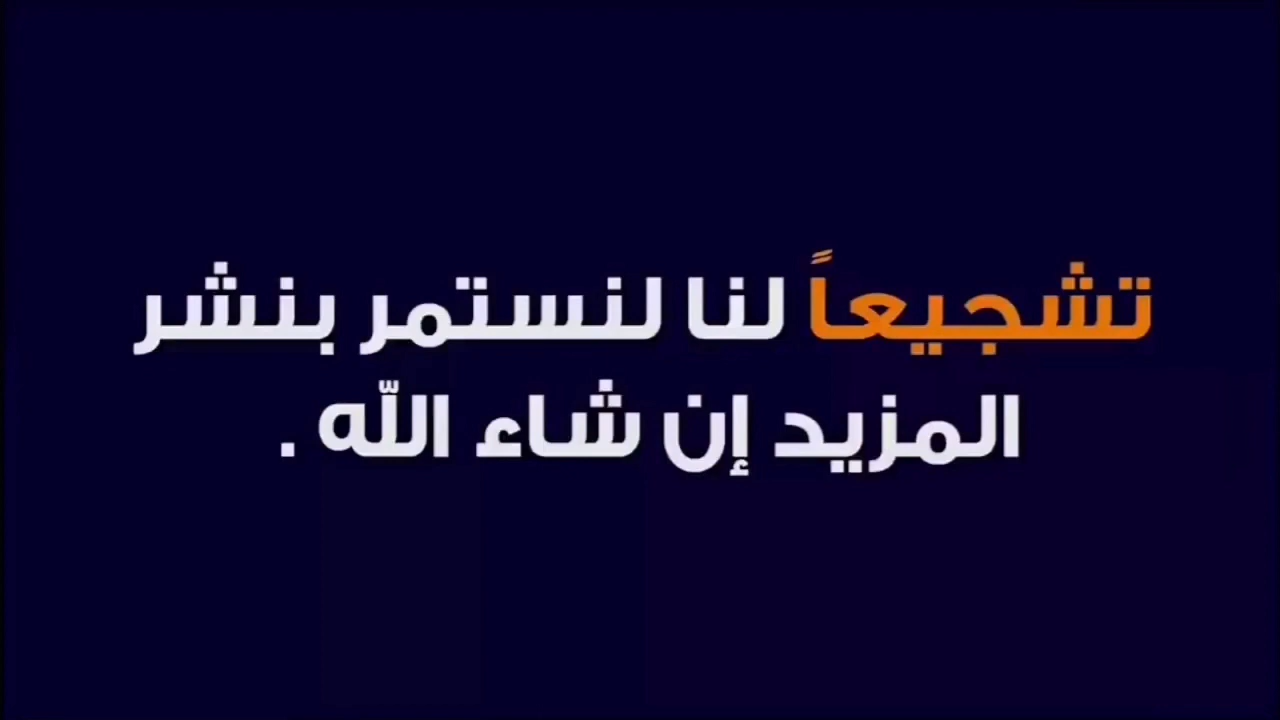 تشجيعاً لنا لنستمر بنشر
المزيد إن شاء الله .